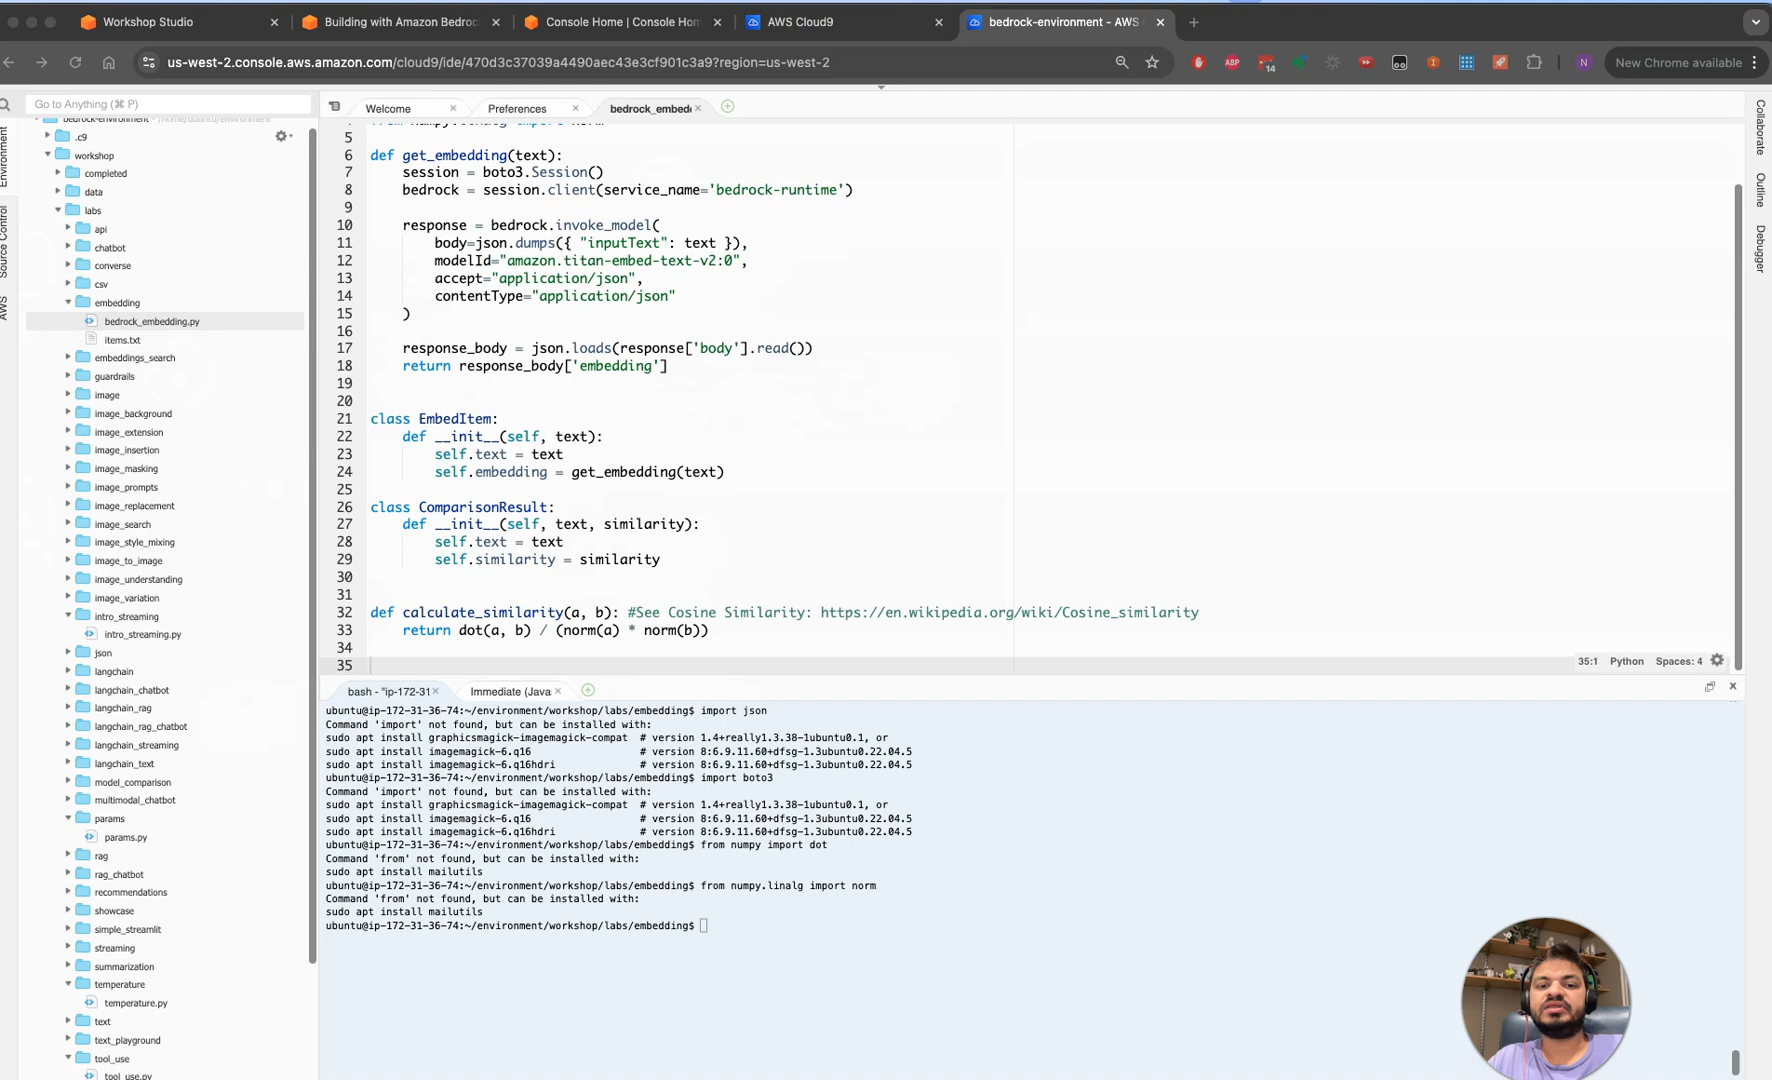 Workshop Studio
Building with Amazon Bedroc
Console Home | Console Hom
AWS Cloud9
bedrock-environment - AWS
us-west-2.console.aws.amazon.com/cloud9/ide/470d3c37039a4490aec43e3cf901c3a9?region=us-west-2
ABP
14
N
New Chrome available
Go to Anything (⌘ P)
Welcome
Preferences
bedrock_embed
Environment
Source Control
AWS
Collaborate
Outline
Debugger
bedrock-environment - /home/ubuntu/environment
.c9
workshop
completed
data
labs
api
chatbot
converse
csv
embedding
bedrock_embedding.py
items.txt
embeddings_search
guardrails
image
image_background
image_extension
image_insertion
image_masking
image_prompts
image_replacement
image_search
image_style_mixing
image_to_image
image_understanding
image_variation
intro_streaming
intro_streaming.py
json
langchain
langchain_chatbot
langchain_rag
langchain_rag_chatbot
langchain_streaming
langchain_text
model_comparison
multimodal_chatbot
params
params.py
rag
rag_chatbot
recommendations
showcase
simple_streamlit
streaming
summarization
temperature
temperature.py
text
text_playground
tool_use
tool_use.py
5
6 def get_embedding(text):
7 session = boto3.Session()
8 bedrock = session.client(service_name='bedrock-runtime')
9
10 response = bedrock.invoke_model(
11 body=json.dumps({ "inputText": text }),
12 modelId="amazon.titan-embed-text-v2:0",
13 accept="application/json",
14 contentType="application/json"
15 )
16
17 response_body = json.loads(response['body'].read())
18 return response_body['embedding']
19
20
21 class EmbedItem:
22 def __init__(self, text):
23 self.text = text
24 self.embedding = get_embedding(text)
25
26 class ComparisonResult:
27 def __init__(self, text, similarity):
28 self.text = text
29 self.similarity = similarity
30
31
32 def calculate_similarity(a, b): #See Cosine Similarity: https://en.wikipedia.org/wiki/Cosine_similarity
33 return dot(a, b) / (norm(a) * norm(b))
34
35
35:1 Python Spaces: 4
bash - "ip-172-31
Immediate (Java
ubuntu@ip-172-31-36-74:~/environment/workshop/labs/embedding$ import json
Command 'import' not found, but can be installed with:
sudo apt install graphicsmagick-imagemagick-compat # version 1.4+really1.3.38-1ubuntu0.1, or
sudo apt install imagemagick-6.q16 # version 8:6.9.11.60+dfsg-1.3ubuntu0.22.04.5
sudo apt install imagemagick-6.q16hdri # version 8:6.9.11.60+dfsg-1.3ubuntu0.22.04.5
ubuntu@ip-172-31-36-74:~/environment/workshop/labs/embedding$ import boto3
Command 'import' not found, but can be installed with:
sudo apt install graphicsmagick-imagemagick-compat # version 1.4+really1.3.38-1ubuntu0.1, or
sudo apt install imagemagick-6.q16 # version 8:6.9.11.60+dfsg-1.3ubuntu0.22.04.5
sudo apt install imagemagick-6.q16hdri # version 8:6.9.11.60+dfsg-1.3ubuntu0.22.04.5
ubuntu@ip-172-31-36-74:~/environment/workshop/labs/embedding$ from numpy import dot
Command 'from' not found, but can be installed with:
sudo apt install mailutils
ubuntu@ip-172-31-36-74:~/environment/workshop/labs/embedding$ from numpy.linalg import norm
Command 'from' not found, but can be installed with:
sudo apt install mailutils
ubuntu@ip-172-31-36-74:~/environment/workshop/labs/embedding$